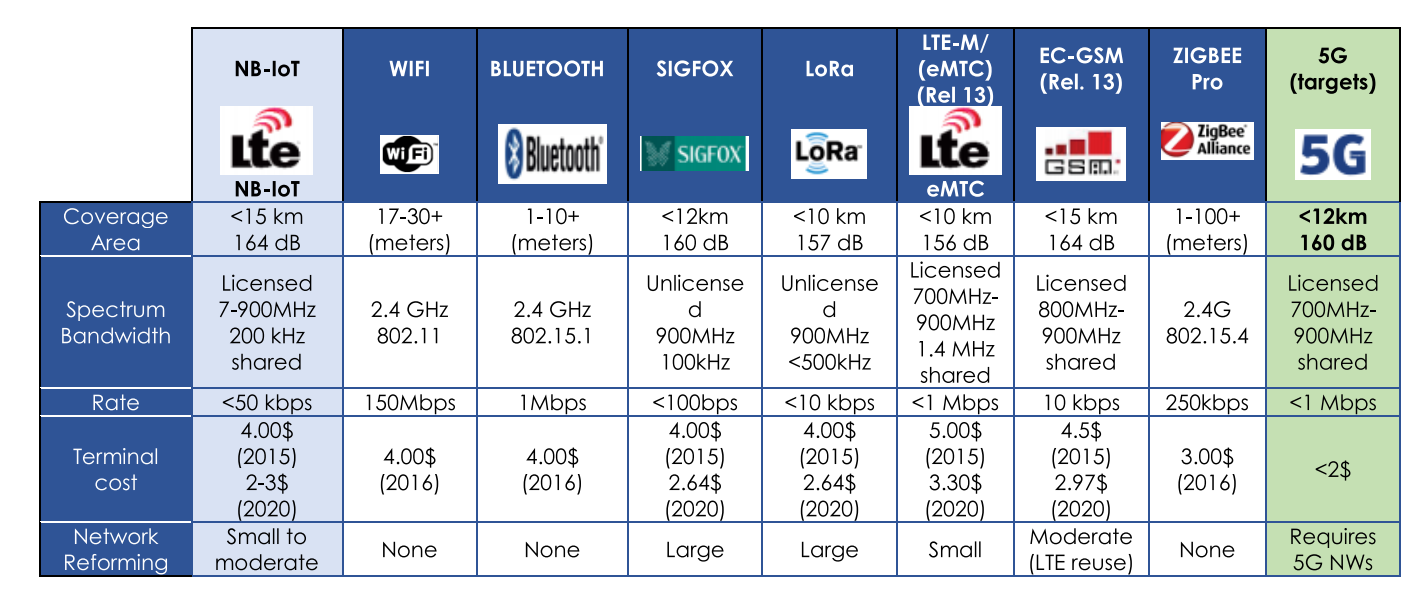 NB-IoT
Lte
NB-IoT
WIFI
WiFi
BLUETOOTH
Bluetooth
SIGFOX
SIGFOX
LoRa
LoRa
LTE-M/
(eMTC)
(Rel 13)
Lte
eMTC
EC-GSM
(Rel. 13)
GSM
ZIGBEE
Pro
ZigBee
Alliance
5G
(targets)
5G
Coverage
Area
<15 km
164 dB
17-30+
(meters)
1-10+
(meters)
<12km
160 dB
<10 km
157 dB
<10 km
156 dB
<15 km
164 dB
1-100+
(meters)
<12km
160 dB
Spectrum
Bandwidth
Licensed
7-900MHz
200 kHz
shared
2.4 GHz
802.11
2.4 GHz
802.15.1
Unlicense
d
900MHz
100kHz
Unlicense
d
900MHz
<500kHz
Licensed
700MHz-
900MHz
1.4 MHz
shared
Licensed
800MHz-
900MHz
shared
2.4G
802.15.4
Licensed
700MHz-
900MHz
shared
Rate
<50 kbps
150Mbps
1Mbps
<100bps
<10 kbps
<1 Mbps
10 kbps
250kbps
<1 Mbps
Terminal
cost
4.00$
(2015)
2-3$
(2020)
4.00$
(2016)
4.00$
(2016)
4.00$
(2015)
2.64$
(2020)
4.00$
(2015)
2.64$
(2020)
5.00$
(2015)
3.30$
(2020)
4.5$
(2015)
2.97$
(2020)
3.00$
(2016)
<2$
Network
Reforming
Small to
moderate
None
None
Large
Large
Small
Moderate
(LTE reuse)
None
Requires
5G NWs